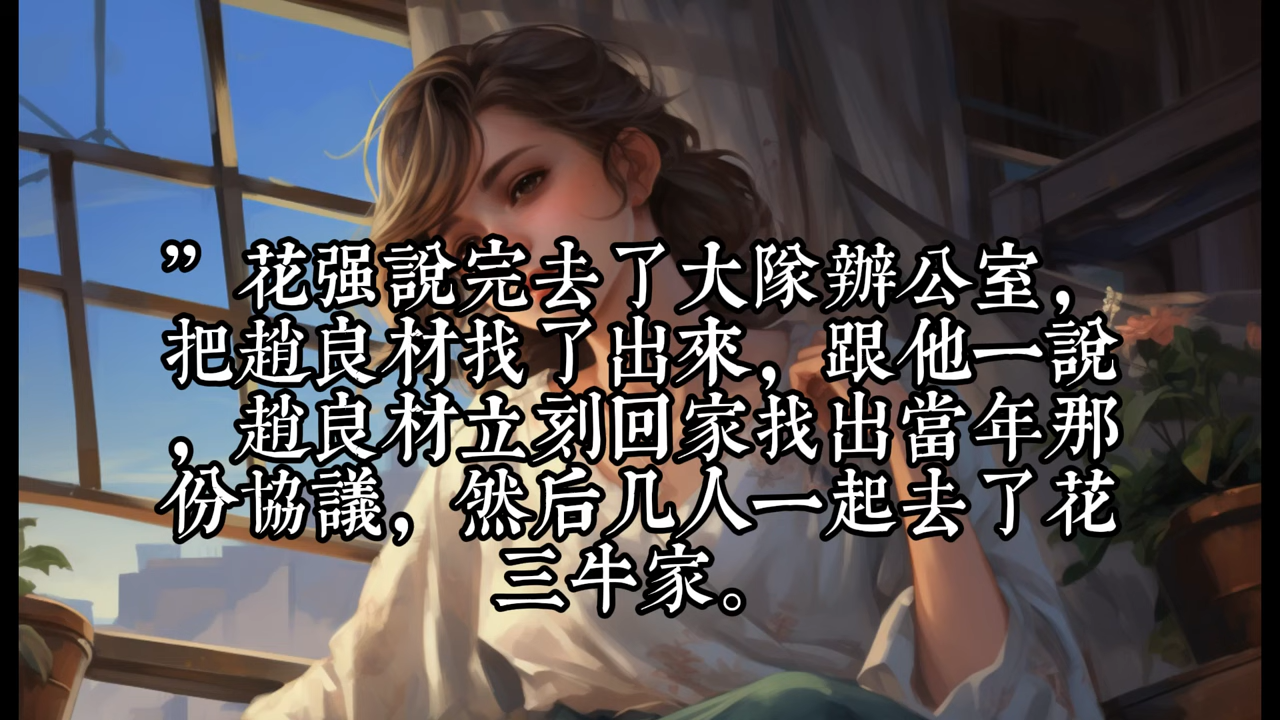 ”花强說完去了大隊辦公室，
把趙良材找了出來，跟他一說
，趙良材立刻回家找出當年那
份協議，然后几人一起去了花
三牛家。